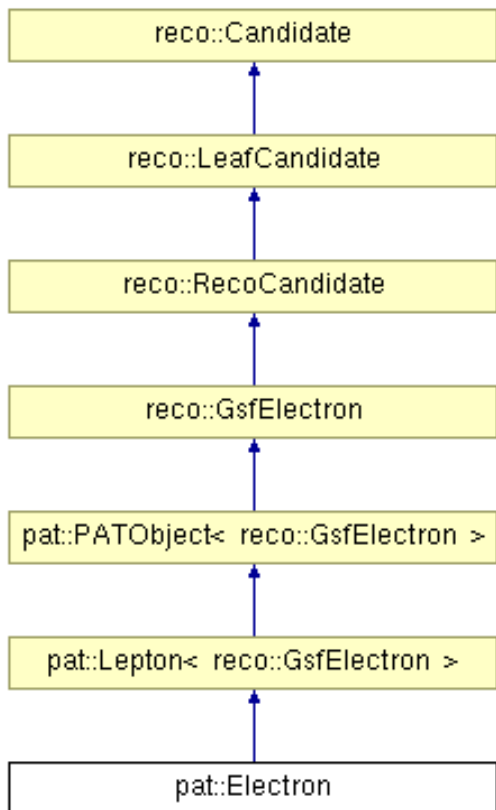 reco::Candidate
reco::LeafCandidate
reco::RecoCandidate
reco::GsfElectron
pat::PATObject< reco::GsfElectron >
pat::Lepton< reco::GsfElectron >
pat::Electron